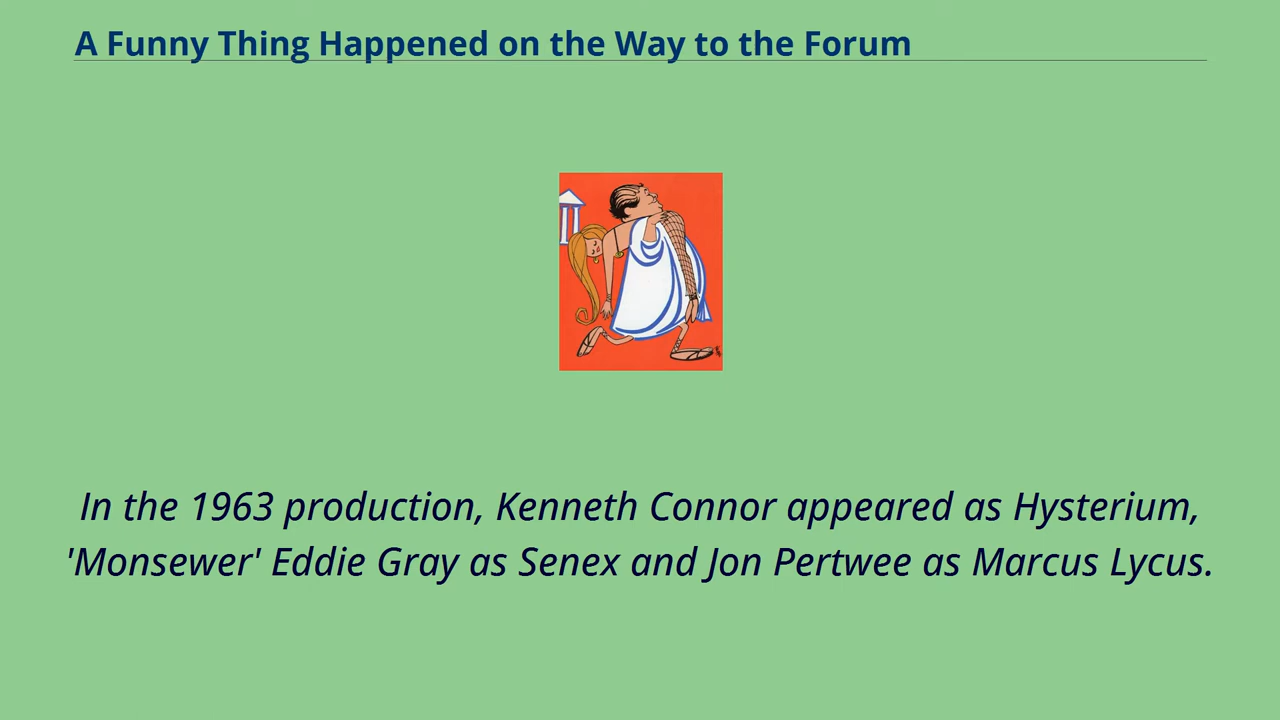 A Funny Thing Happened on the Way to the Forum
In the 1963 production, Kenneth Connor appeared as Hysterium,
'Monsewer' Eddie Gray as Senex and Jon Pertwee as Marcus Lycus.